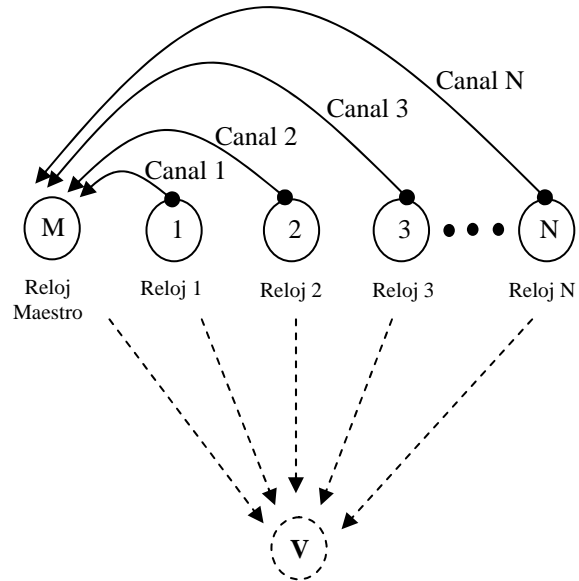 Canal N
Canal 3
Canal 2
Canal 1
M 1 2 3 N
Reloj Maestro
Reloj 1
Reloj 2
Reloj 3
Reloj N
V